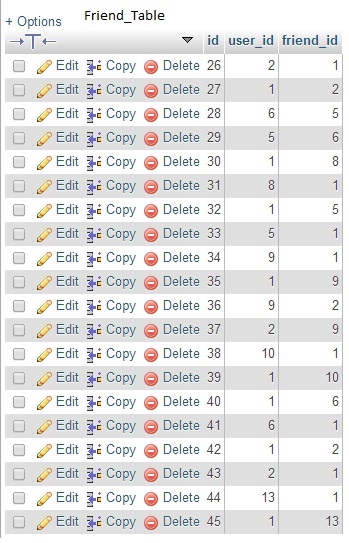 Friend_Table
+ Options
←T→ id user_id friend_id
Edit Copy Delete 26 2 1
Edit Copy Delete 27 1 2
Edit Copy Delete 28 6 5
Edit Copy Delete 29 5 6
Edit Copy Delete 30 1 8
Edit Copy Delete 31 8 1
Edit Copy Delete 32 1 5
Edit Copy Delete 33 5 1
Edit Copy Delete 34 9 1
Edit Copy Delete 35 1 9
Edit Copy Delete 36 9 2
Edit Copy Delete 37 2 9
Edit Copy Delete 38 10 1
Edit Copy Delete 39 1 10
Edit Copy Delete 40 1 6
Edit Copy Delete 41 6 1
Edit Copy Delete 42 1 2
Edit Copy Delete 43 2 1
Edit Copy Delete 44 13 1
Edit Copy Delete 45 1 13